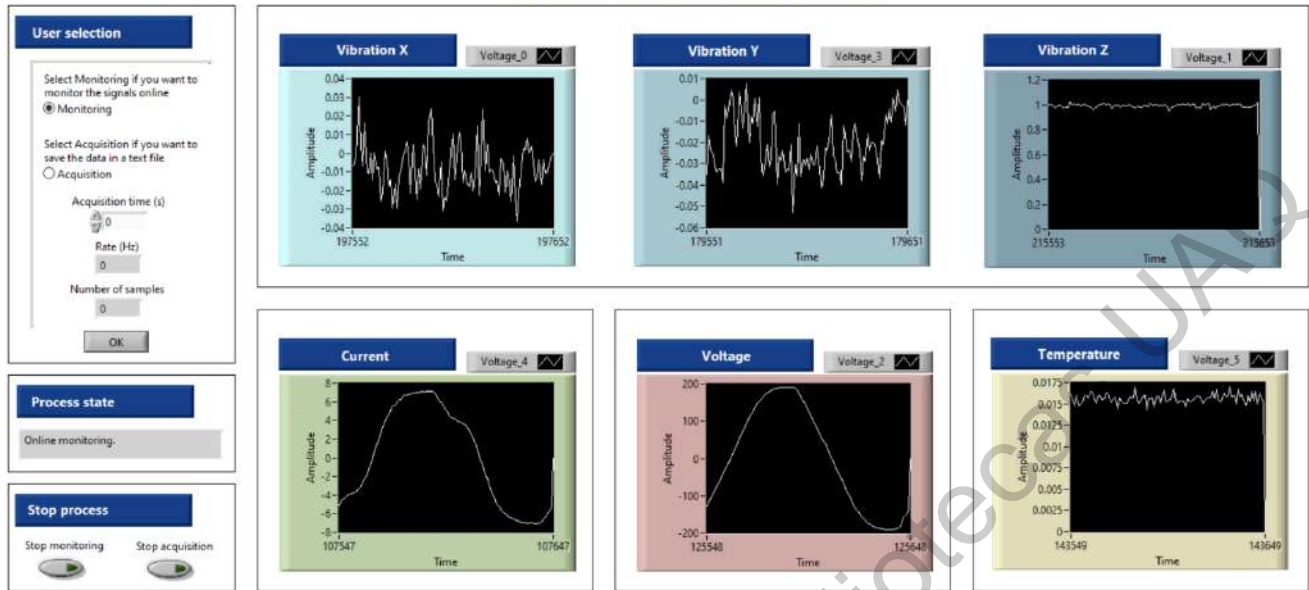 User selection
Select Monitoring if you want to
monitor the signals online
Monitoring
Select Acquisition if you want to
save the data in a text file
Acquisition
Acquisition time (s)
0
Rate (Hz)
0
Number of samples
0
OK
Process state
Online monitoring.
Stop process
Stop monitoring Stop acquisition
Vibration X Voltage_0
Amplitude
0.04
0.03
0.02
0.01
0
-0.01
-0.02
-0.03
-0.04
197552 197652
Time
Vibration Y Voltage_3
Amplitude
0.01
0
-0.01
-0.02
-0.03
-0.04
-0.05
-0.06
179551 179651
Time
Vibration Z Voltage_1
Amplitude
1.2
1
0.8
0.6
0.4
0.2
0
215553 215653
Time
Current Voltage_4
Amplitude
8
6
4
2
0
-2
-4
-6
-8
107547 107647
Time
Voltage Voltage_2
Amplitude
200
100
0
-100
-200
125548 125648
Time
Temperature Voltage_5
Amplitude
0.0175
0.015
0.0125
0.01
0.0075
0.005
0.0025
0
143549 143649
Time
UAQ